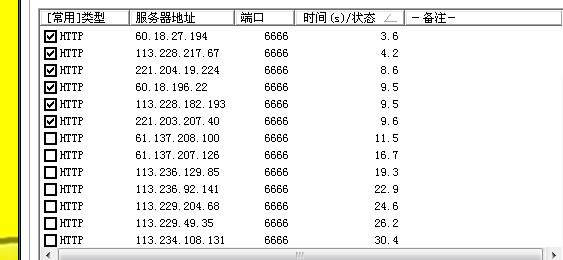 [常用]类型 服务器地址 端口 时间(s)/状态 -备注-
HTTP 60.18.27.194 6666 3.6
HTTP 113.228.217.67 6666 4.2
HTTP 221.204.19.224 6666 8.6
HTTP 60.18.196.22 6666 9.5
HTTP 113.228.182.193 6666 9.5
HTTP 221.203.207.40 6666 9.6
HTTP 61.137.208.100 6666 11.5
HTTP 61.137.207.126 6666 16.7
HTTP 113.236.129.85 6666 19.3
HTTP 113.236.92.141 6666 22.9
HTTP 113.229.204.68 6666 24.6
HTTP 113.229.49.35 6666 26.2
HTTP 113.234.108.131 6666 30.4